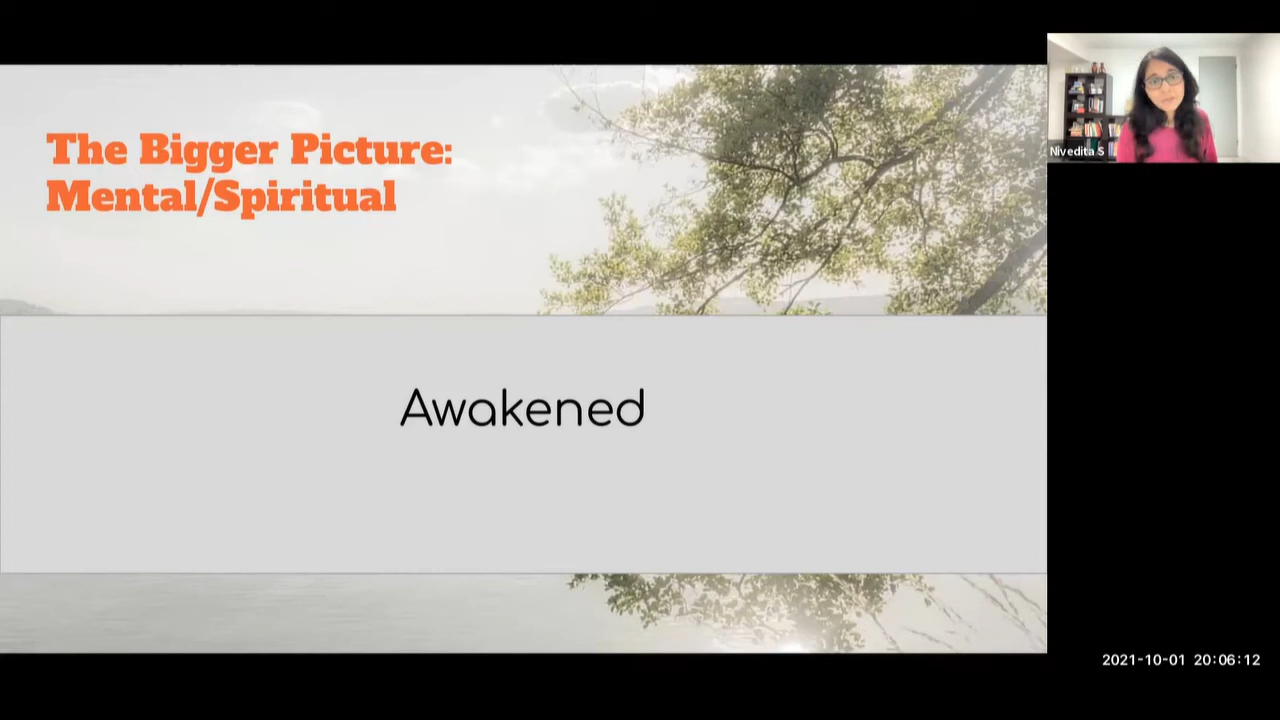 The Bigger Picture:
Mental/Spiritual
Awakened
Nivedita S
2021-10-01 20:06:12